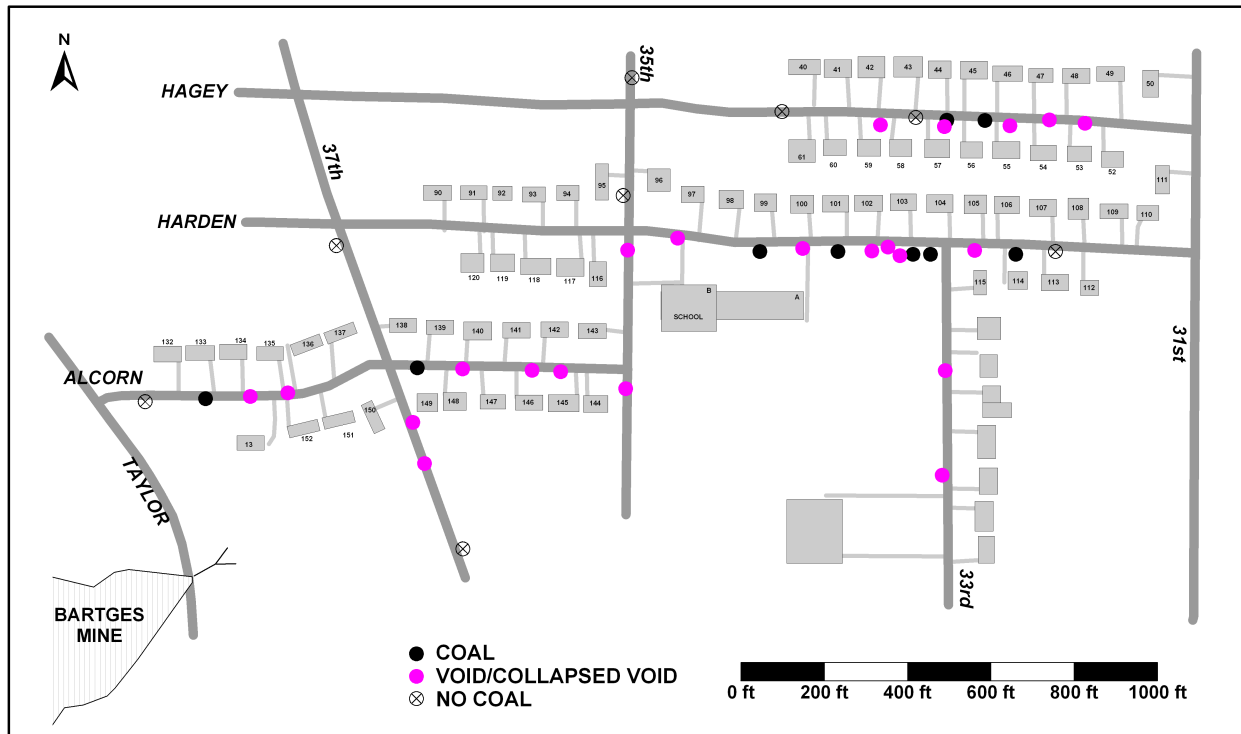 N
35th
HAGEY
40 41 42 43 44 45 46 47 48 49 50
37th
61 60 59 58 57 56 55 54 53 52
95 96 111
90 91 92 93 94 97 98 99 100 101 102 103 104 105 106 107 108 109 110
HARDEN
120 119 118 117 116
115 114 113 112
B A
SCHOOL
31st
132 133 134 135 136 137 138 139 140 141 142 143
ALCORN
150 149 148 147 146 145 144
13 152 151
TAYLOR
33rd
BARTGES
MINE
COAL
VOID/COLLAPSED VOID
NO COAL
0 ft 200 ft 400 ft 600 ft 800 ft 1000 ft